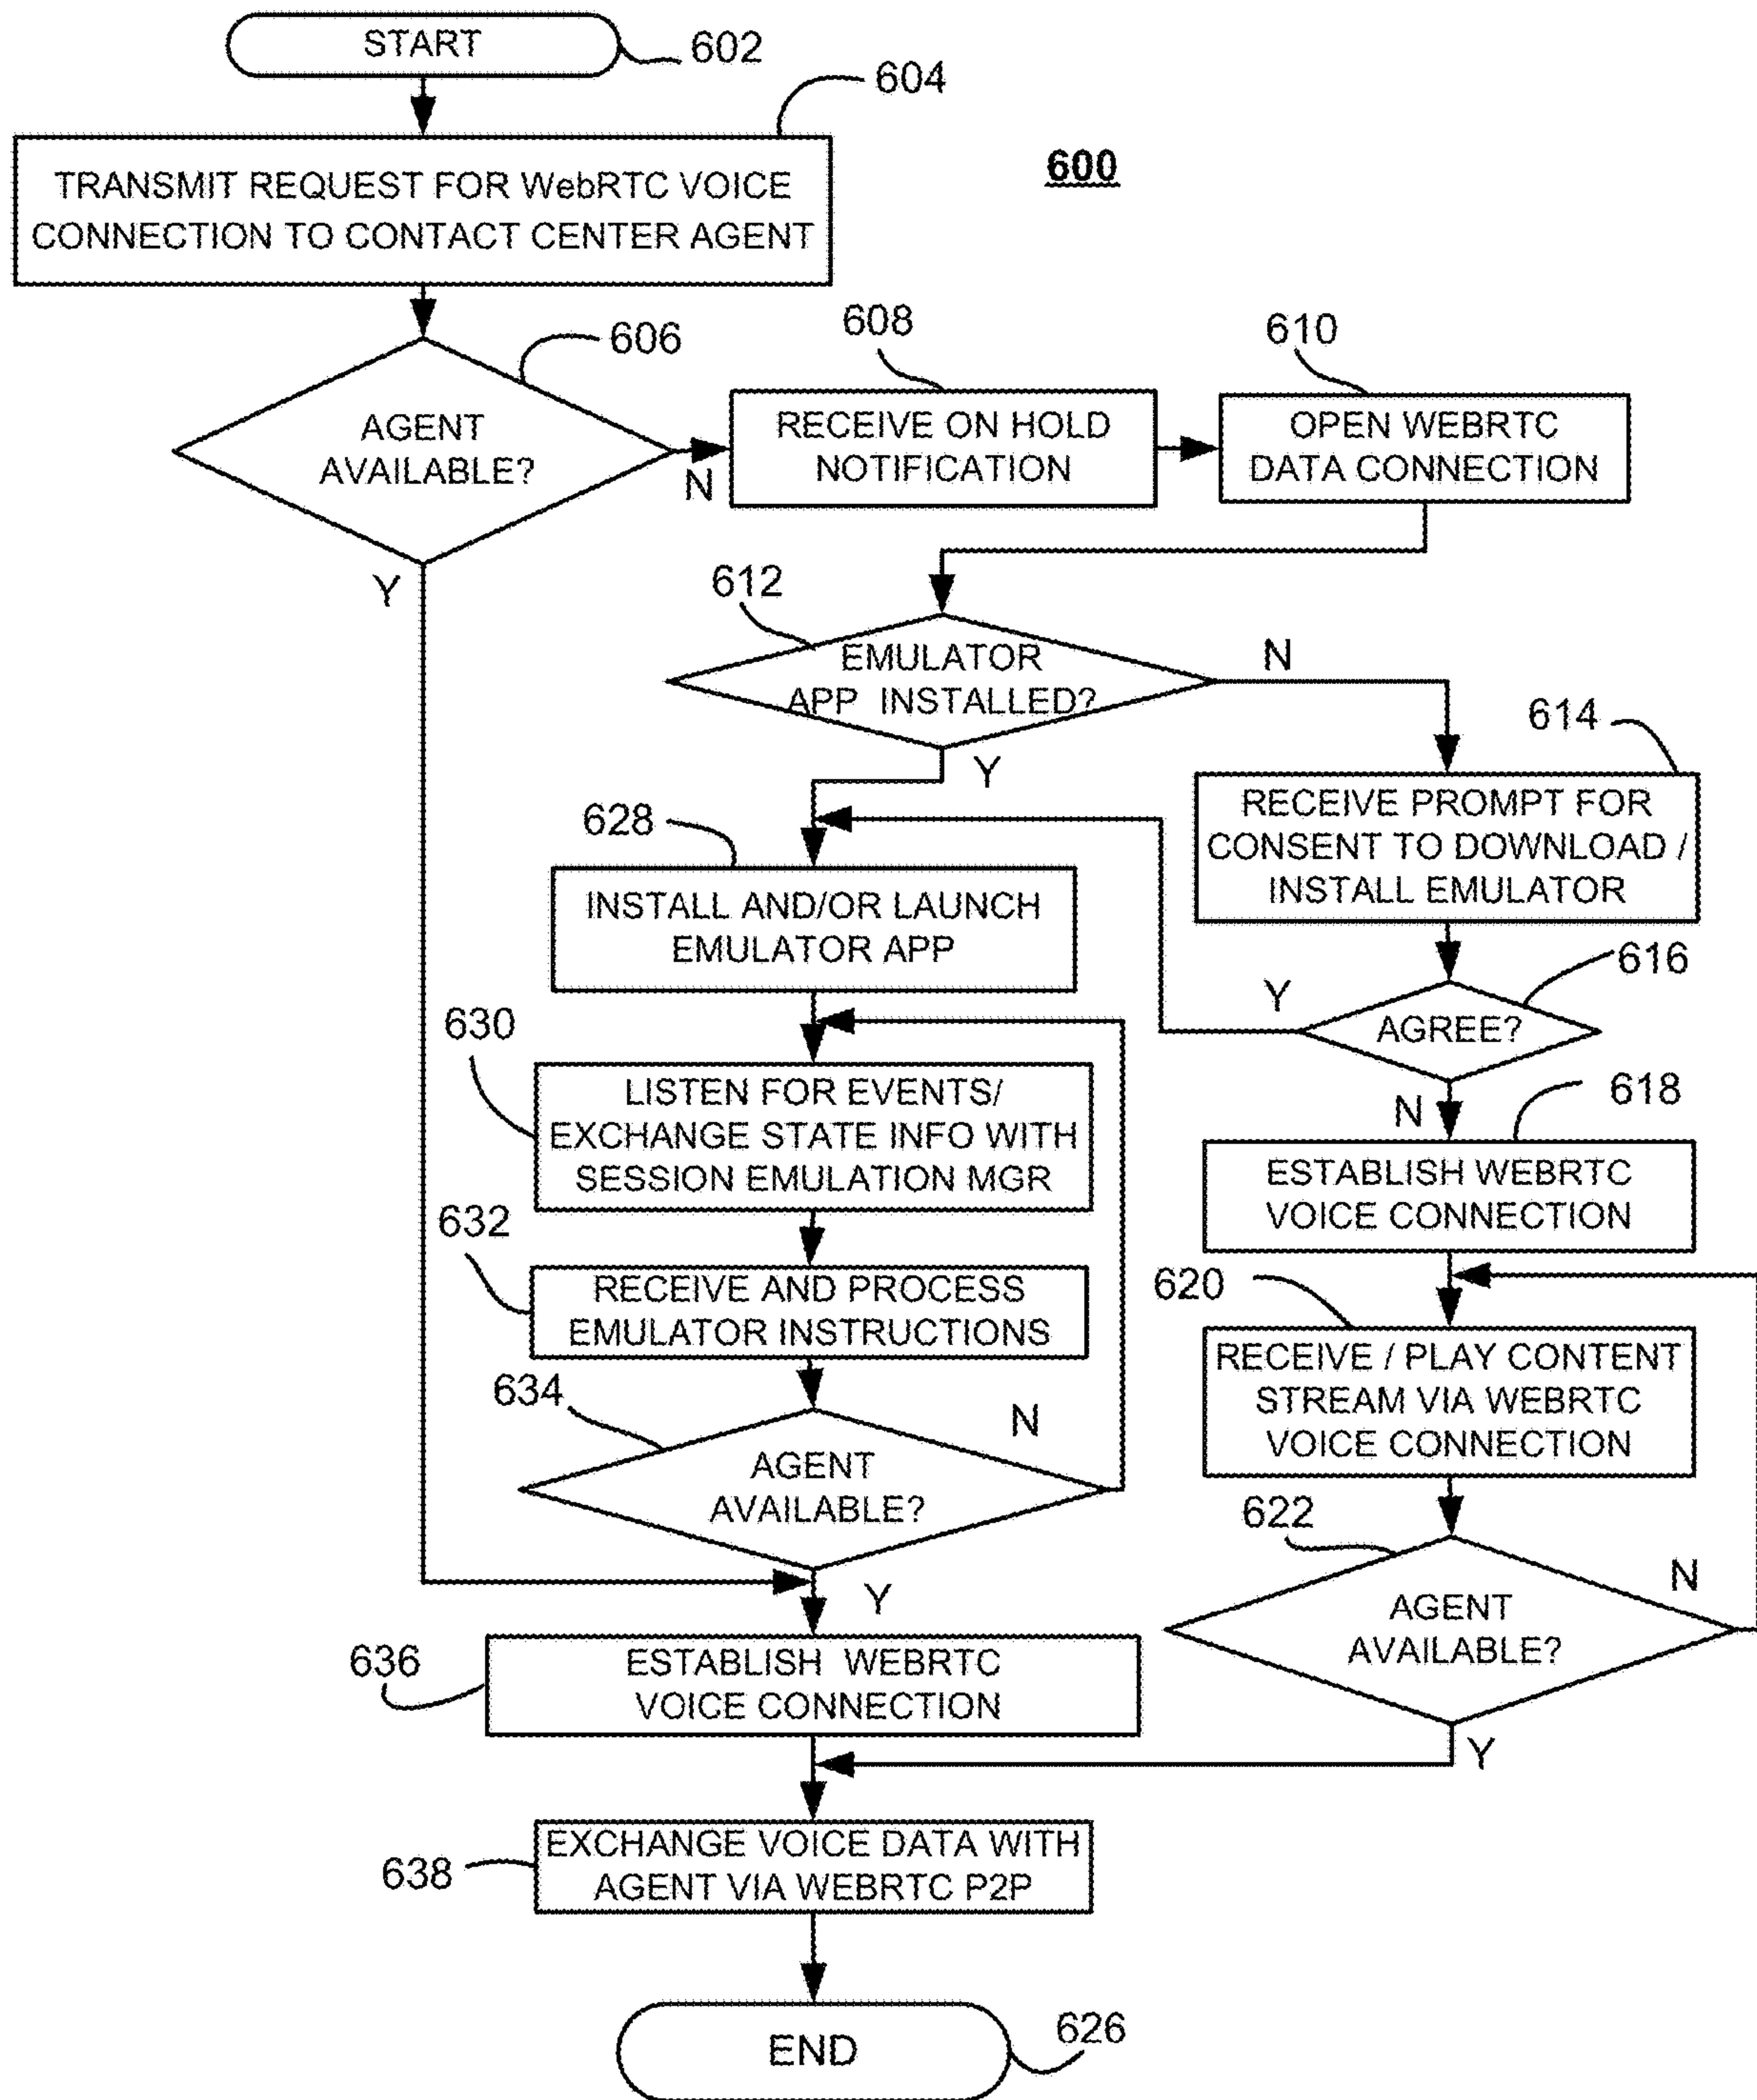 START
602
604
600
TRANSMIT REQUEST FOR WebRTC VOICE
CONNECTION TO CONTACT CENTER AGENT
606
AGENT
AVAILABLE?
N
Y
608
RECEIVE ON HOLD
NOTIFICATION
610
OPEN WEBRTC
DATA CONNECTION
612
EMULATOR
APP INSTALLED?
N
Y
614
RECEIVE PROMPT FOR
CONSENT TO DOWNLOAD /
INSTALL EMULATOR
616
AGREE?
Y
N
628
INSTALL AND/OR LAUNCH
EMULATOR APP
630
LISTEN FOR EVENTS/
EXCHANGE STATE INFO WITH
SESSION EMULATION MGR
618
ESTABLISH WEBRTC
VOICE CONNECTION
632
RECEIVE AND PROCESS
EMULATOR INSTRUCTIONS
620
RECEIVE / PLAY CONTENT
STREAM VIA WEBRTC
VOICE CONNECTION
634
AGENT
AVAILABLE?
N
Y
622
AGENT
AVAILABLE?
N
Y
636
ESTABLISH WEBRTC
VOICE CONNECTION
638
EXCHANGE VOICE DATA WITH
AGENT VIA WEBRTC P2P
END
626